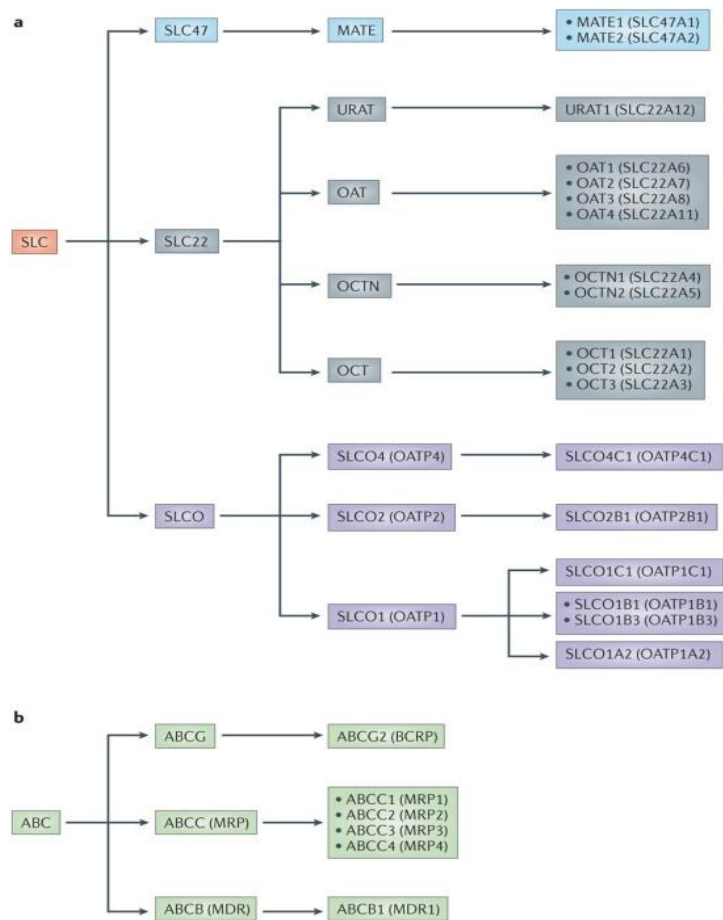 a
SLC
SLC47
MATE
• MATE1 (SLC47A1)
• MATE2 (SLC47A2)
SLC22
URAT
URAT1 (SLC22A12)
OAT
• OAT1 (SLC22A6)
• OAT2 (SLC22A7)
• OAT3 (SLC22A8)
• OAT4 (SLC22A11)
OCTN
• OCTN1 (SLC22A4)
• OCTN2 (SLC22A5)
OCT
• OCT1 (SLC22A1)
• OCT2 (SLC22A2)
• OCT3 (SLC22A3)
SLCO
SLCO4 (OATP4)
SLCO4C1 (OATP4C1)
SLCO2 (OATP2)
SLCO2B1 (OATP2B1)
SLCO1 (OATP1)
SLCO1C1 (OATP1C1)
• SLCO1B1 (OATP1B1)
• SLCO1B3 (OATP1B3)
SLCO1A2 (OATP1A2)
b
ABC
ABCG
ABCG2 (BCRP)
ABCC (MRP)
• ABCC1 (MRP1)
• ABCC2 (MRP2)
• ABCC3 (MRP3)
• ABCC4 (MRP4)
ABCB (MDR)
ABCB1 (MDR1)